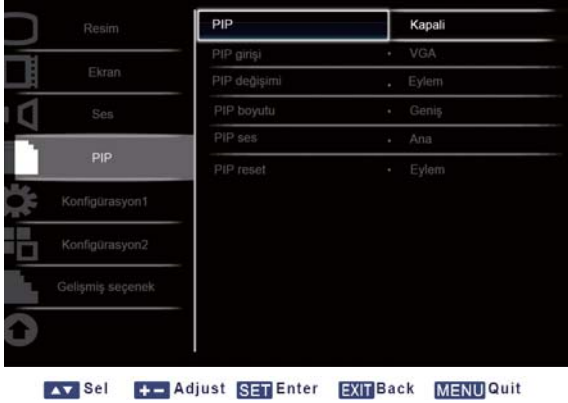 Resim
Ekran
Ses
PIP
Konfigürasyon1
Konfigürasyon2
Gelişmiş seçenek
PIP Kapali
PIP girişi VGA
PIP değişimi Eylem
PIP boyutu Geniş
PIP ses Ana
PIP reset Eylem
Sel Adjust SET Enter EXIT Back MENU Quit